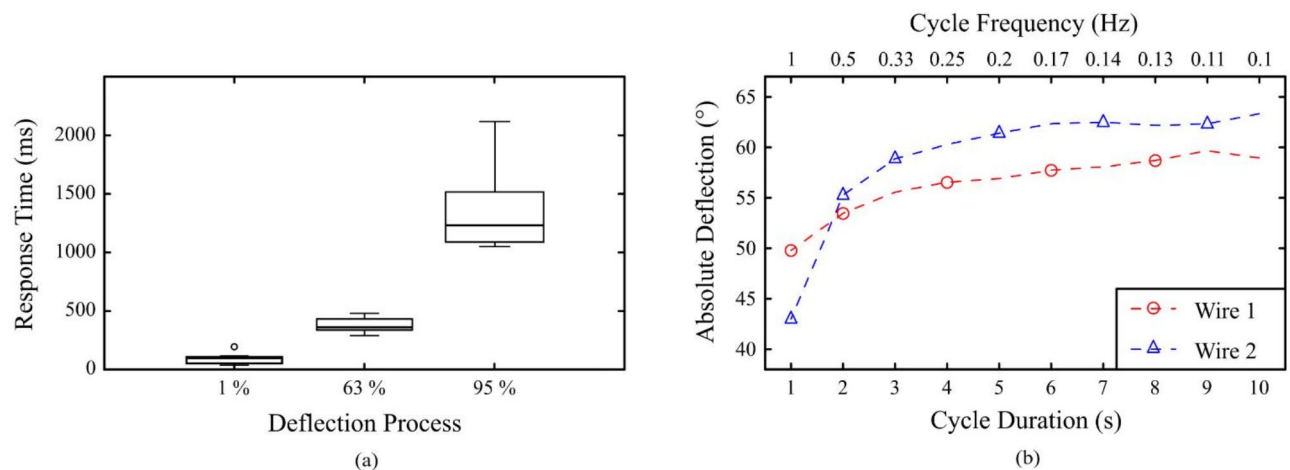 Response Time (ms)
2000
1500
1000
500
0
1 % 63 % 95 %
Deflection Process
(a)
Cycle Frequency (Hz)
1 0.5 0.33 0.25 0.2 0.17 0.14 0.13 0.11 0.1
Absolute Deflection (°)
65
60
55
50
45
40
Wire 1
Wire 2
1 2 3 4 5 6 7 8 9 10
Cycle Duration (s)
(b)